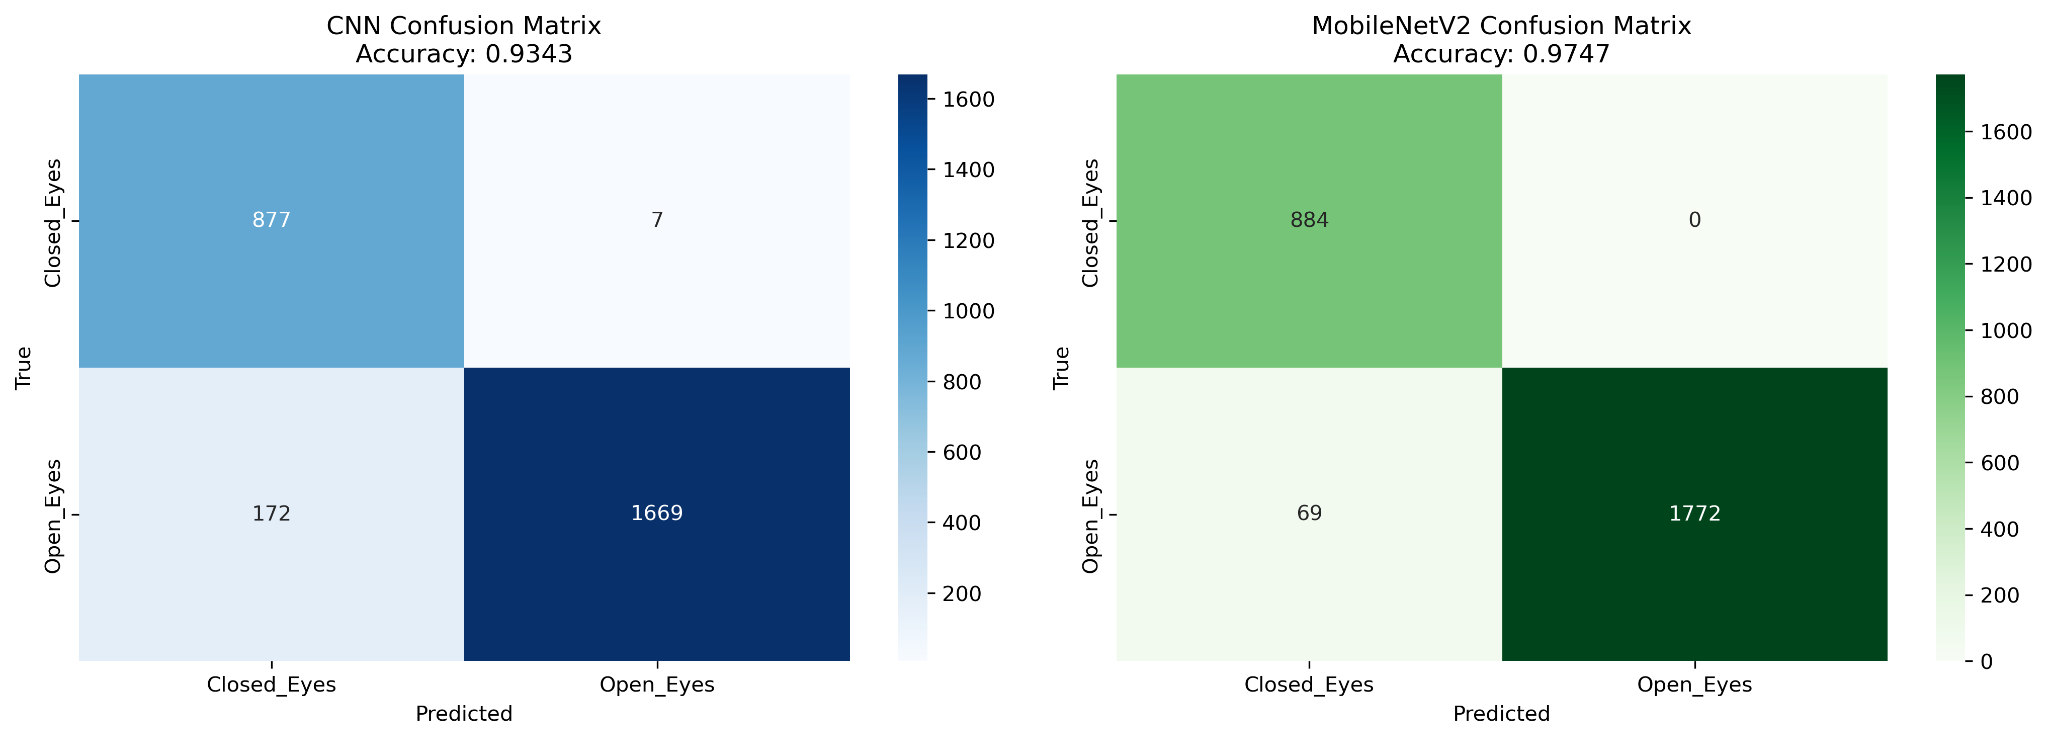 CNN Confusion Matrix
Accuracy: 0.9343
Closed_Eyes
Open_Eyes
True
877
7
172
1669
Closed_Eyes
Open_Eyes
Predicted
1600
1400
1200
1000
800
600
400
200
MobileNetV2 Confusion Matrix
Accuracy: 0.9747
Closed_Eyes
Open_Eyes
True
884
0
69
1772
Closed_Eyes
Open_Eyes
Predicted
1600
1400
1200
1000
800
600
400
200
0